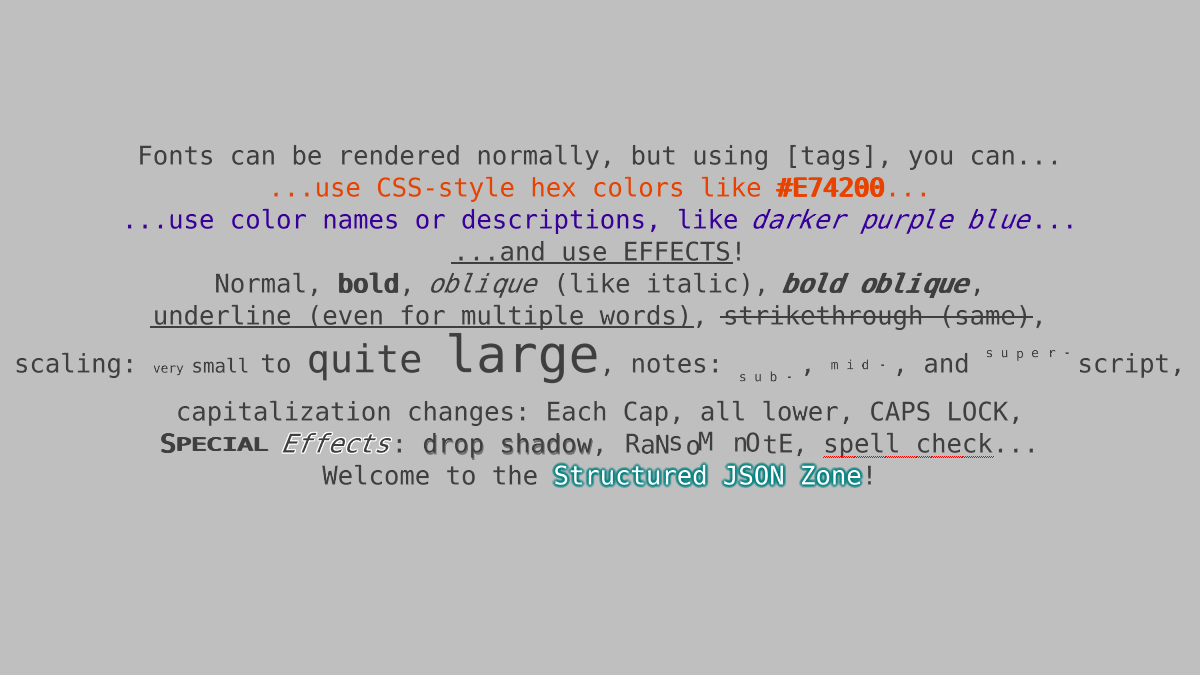 Fonts can be rendered normally, but using [tags], you can...
...use CSS-style hex colors like #E74200...
...use color names or descriptions, like darker purple blue...
...and use EFFECTS!
Normal, bold, oblique (like italic), bold oblique,
underline (even for multiple words), strikethrough (same),
scaling: very small to quite large, notes: sub-, mid-, and super-script,
capitalization changes: Each Cap, all lower, CAPS LOCK,
SPECIAL Effects: drop shadow, RaNsoM nOtE, spell check...
Welcome to the Structured JSON Zone!